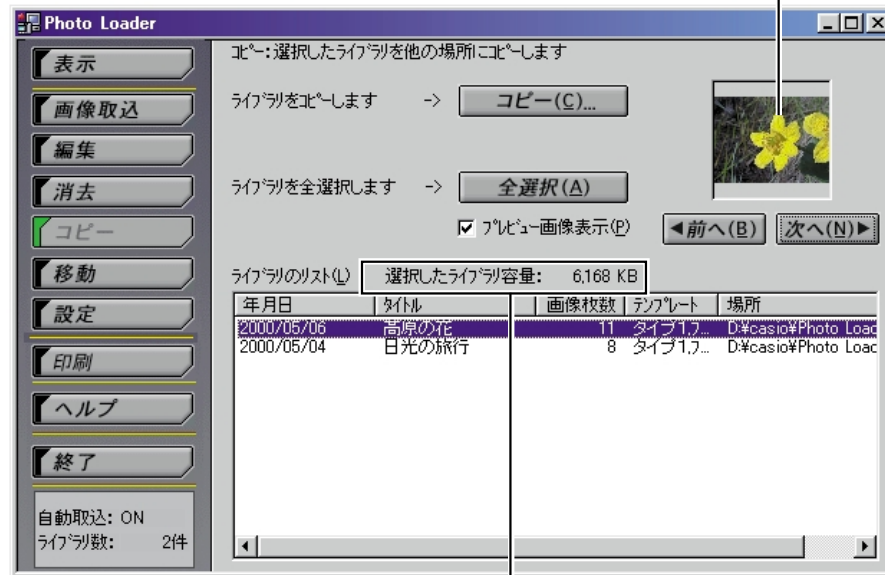 Photo Loader
表示
画像取込
編集
消去
コピー
移動
設定
印刷
ヘルプ
終了
自動取込: ON
ﾗｲﾌﾞﾗﾘ数: 2件
ｺﾋﾟｰ:選択したﾗｲﾌﾞﾗﾘを他の場所にｺﾋﾟｰします
ﾗｲﾌﾞﾗﾘをｺﾋﾟｰします -> コピー(C)...
ﾗｲﾌﾞﾗﾘを全選択します -> 全選択(A)
ﾌﾟﾚﾋﾞｭｰ画像表示(P) ◀前へ(B) 次へ(N)▶
ﾗｲﾌﾞﾗﾘのﾘｽﾄ(L) 選択したﾗｲﾌﾞﾗﾘ容量: 6,168 KB
年月日 ﾀｲﾄﾙ 画像枚数 ﾃﾝﾌﾟﾚｰﾄ 場所
2000/05/06 高原の花 11 タイプ1,フ... D:¥casio¥Photo Loac
2000/05/04 日光の旅行 8 タイプ1,フ... D:¥casio¥Photo Loac